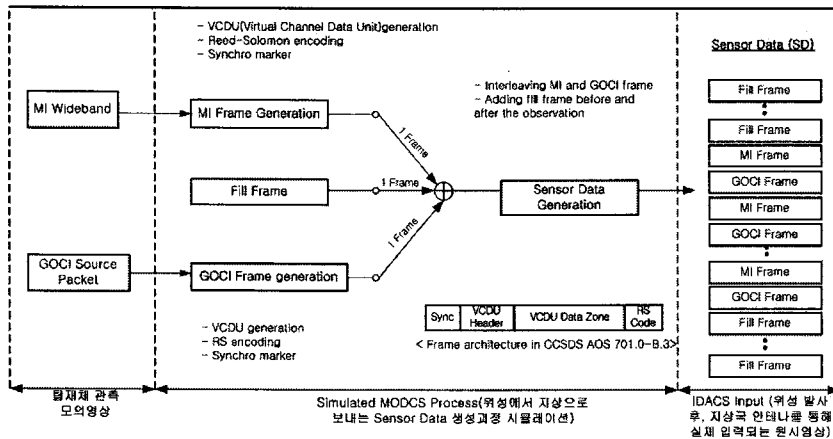 ~ VCDU(Virtual Channel Data Unit)generation
~ Reed-Solomon encoding
~ Synchro marker
Sensor Data (SD)
- Interleaving MI and GOCI frame
~ Adding fill frame before and
after the observation
MI Wideband
MI Frame Generation
1 Frame
Fill Frame
1 Frame
Sensor Data
Generation
1 Frame
GOCI Source
Packet
GOCI Frame generation
- VCDU generation
- RS encoding
- Synchro marker
Sync
VCDU
Header
VCDU Data Zone
RS
Code
< Frame architecture in CCSDS AOS 701.0-B.3>
Fill Frame
Fill Frame
MI Frame
GOCI Frame
MI Frame
GOCI Frame
MI Frame
GOCI Frame
Fill Frame
Fill Frame
탑재체 관측
모의영상
Simulated MODCS Process(위성에서 지상으로
보내는 Sensor Data 생성과정 시뮬레이션)
IDACS Input (위성 발사
후, 지상국 안테나를 통해
실제 입력되는 원시영상)